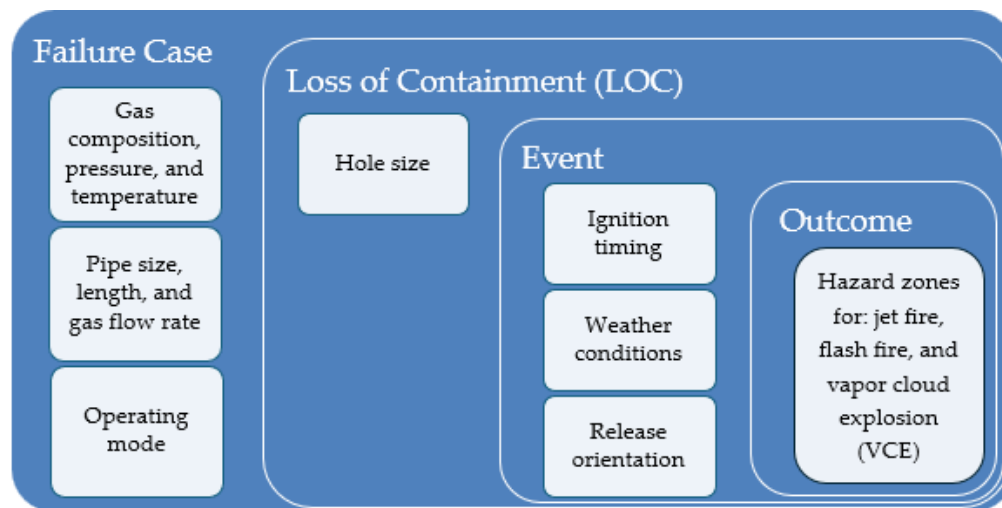 Failure Case
Gas
composition,
pressure, and
temperature
Pipe size,
length, and
gas flow rate
Operating
mode
Loss of Containment (LOC)
Hole size
Event
Ignition
timing
Weather
conditions
Release
orientation
Outcome
Hazard zones
for: jet fire,
flash fire, and
vapor cloud
explosion
(VCE)